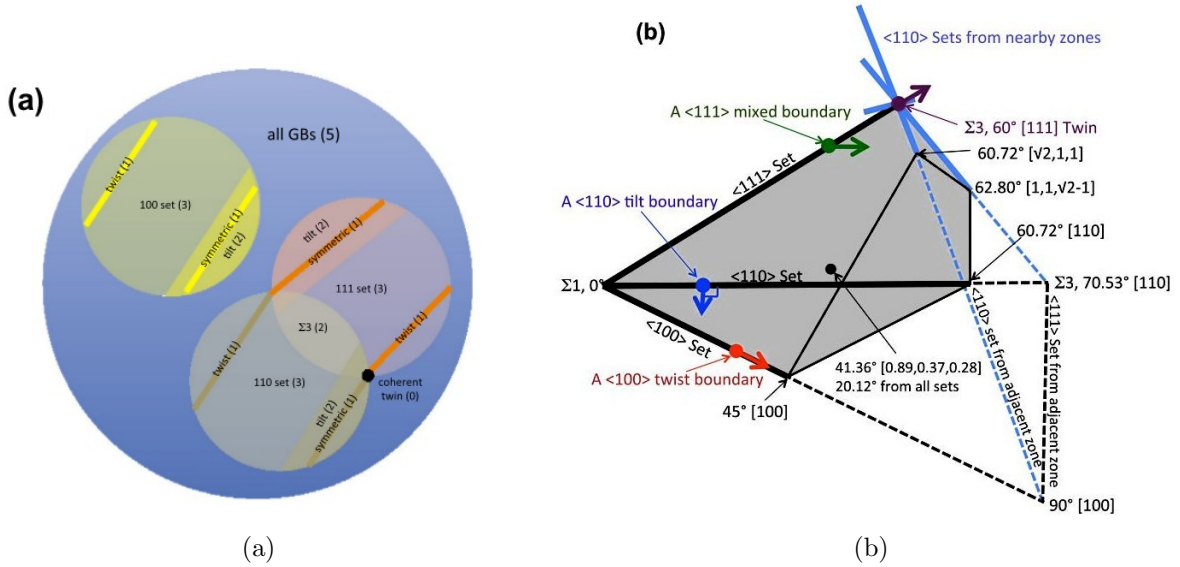 (a)
all GBs (5)
twist (1)
100 set (3)
symmetric (1)
tilt (2)
tilt (2)
symmetric (1)
111 set (3)
Σ3 (2)
twist (1)
twist (1)
110 set (3)
coherent
twin (0)
tilt (2)
symmetric (1)
(a)
(b)
<110> Sets from nearby zones
A <111> mixed boundary
Σ3, 60° [111] Twin
60.72° [√2,1,1]
<111> Set
62.80° [1,1,√2-1]
A <110> tilt boundary
60.72° [110]
Σ1, 0°
<110> Set
Σ3, 70.53° [110]
<100> Set
A <100> twist boundary
41.36° [0.89,0.37,0.28]
20.12° from all sets
45° [100]
<110> set from adjacent zone
<111> Set from adjacent zone
90° [100]
(b)